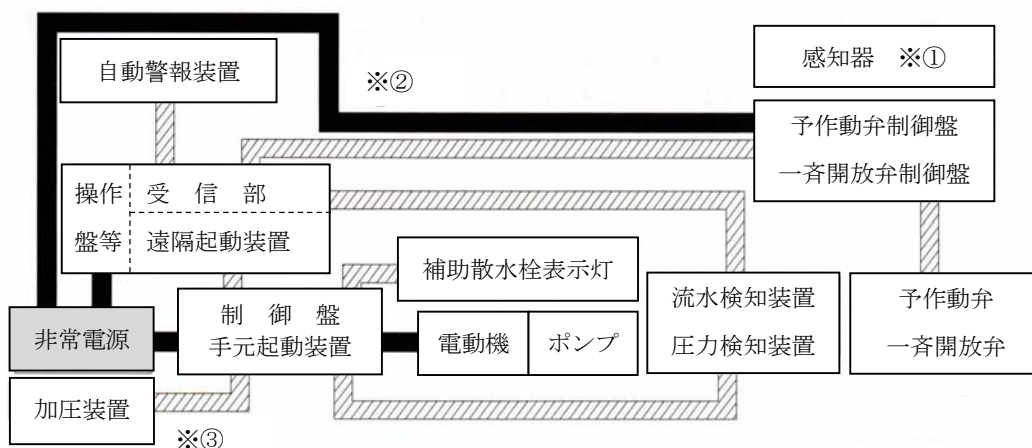 自動警報装置
※②
感知器　※①
予作動弁制御盤
一斉開放弁制御盤
操作
盤等
受　信　部
遠隔起動装置
補助散水栓表示灯
流水検知装置
圧力検知装置
予作動弁
一斉開放弁
非常電源
制　御　盤
手元起動装置
電動機
ポンプ
加圧装置
※③